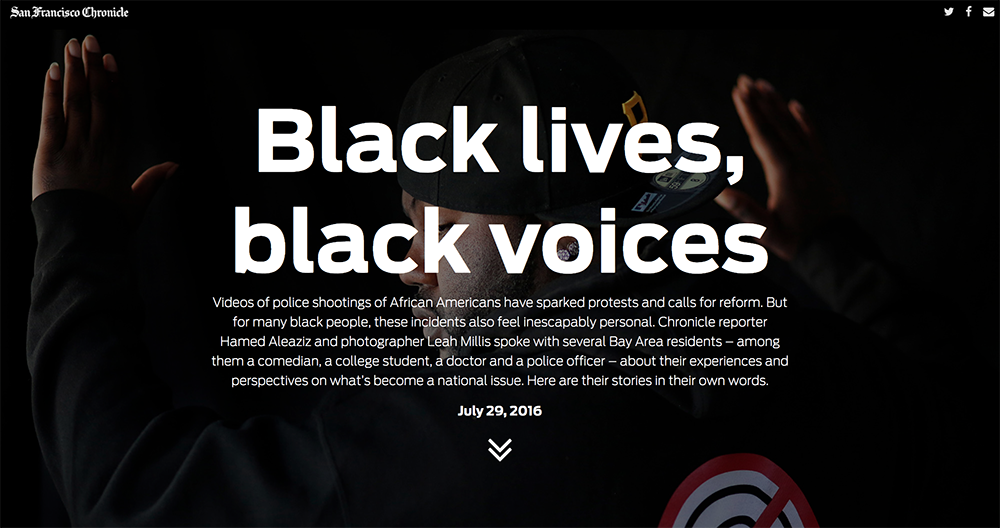 San Francisco Chronicle
Black lives,
black voices
Videos of police shootings of African Americans have sparked protests and calls for reform. But
for many black people, these incidents also feel inescapably personal. Chronicle reporter
Hamed Aleaziz and photographer Leah Millis spoke with several Bay Area residents – among
them a comedian, a college student, a doctor and a police officer – about their experiences and
perspectives on what's become a national issue. Here are their stories in their own words.
July 29, 2016